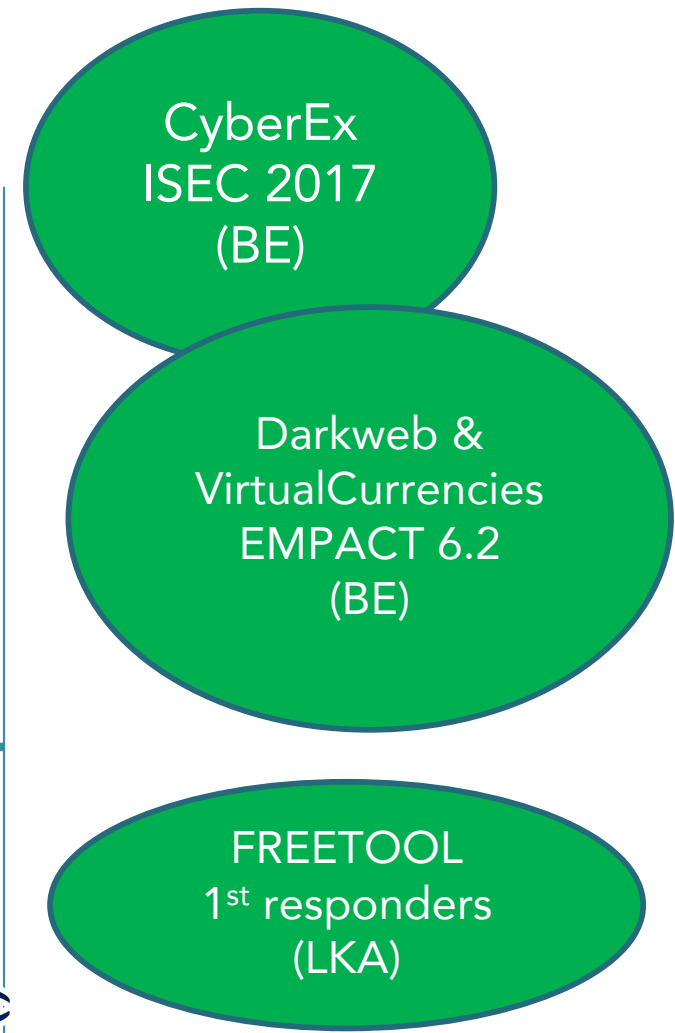 CyberEx
ISEC 2017
(BE)
Darkweb &
VirtualCurrencies
EMPACT 6.2
(BE)
FREETOOL
1st responders
(LKA)